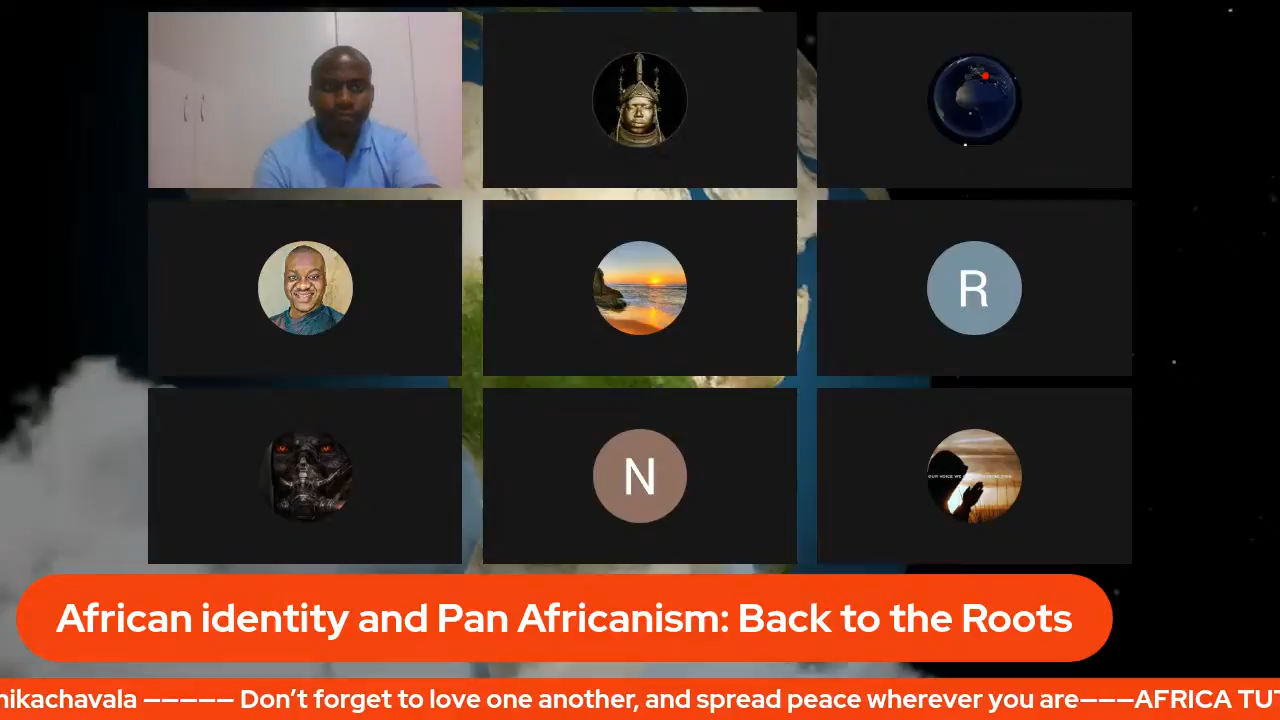 R
N
African identity and Pan Africanism: Back to the Roots
nikachavala ––––– Don't forget to love one another, and spread peace wherever you are–––AFRICA TUT